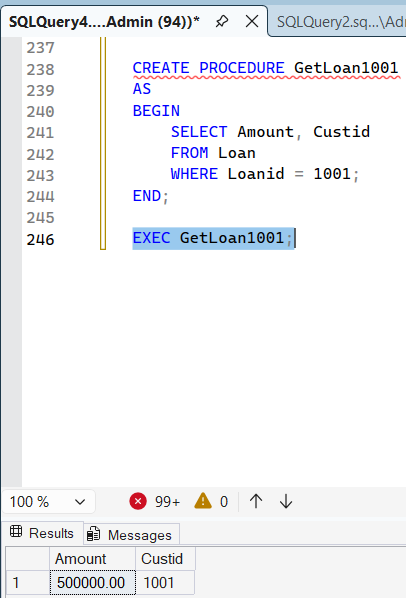 SQLQuery4....Admin (94))*
SQLQuery2.sq...\Adr
237
238 CREATE PROCEDURE GetLoan1001
239 AS
240 BEGIN
241 SELECT Amount, Custid
242 FROM Loan
243 WHERE Loanid = 1001;
244 END;
245
246 EXEC GetLoan1001;
100 % 99+ 0
Results Messages
Amount Custid
1 500000.00 1001